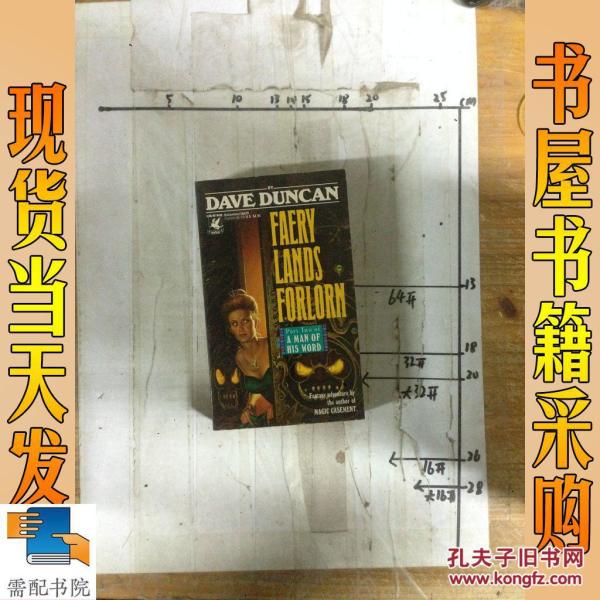 现货当天发
书屋书籍采购
5 10 13 14 15 18 20 25 cm
BY
DAVE DUNCAN
FAERY
LANDS
FORLORN
Part Two of
A MAN OF
HIS WORD
Fantasy adventure by
the author of
MAGIC CASEMENT
13
64开
18
32开
20
大32开
26
16开
28
大16开
需配书院
孔夫子旧书网
www.kongfz.com